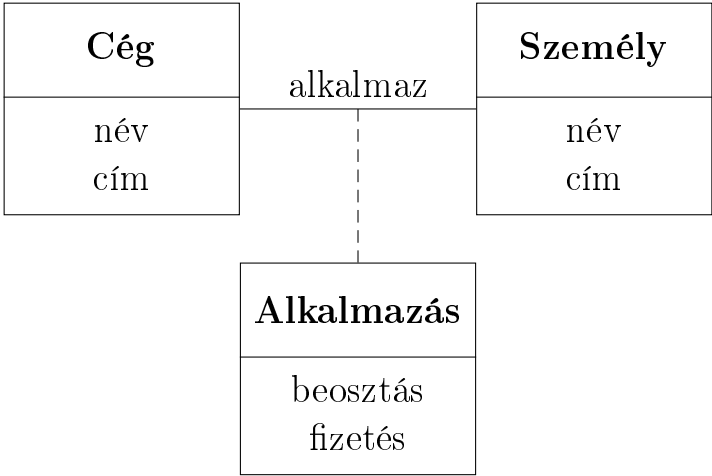 Cég
név
cím
alkalmaz
Személy
név
cím
Alkalmazás
beosztás
fizetés